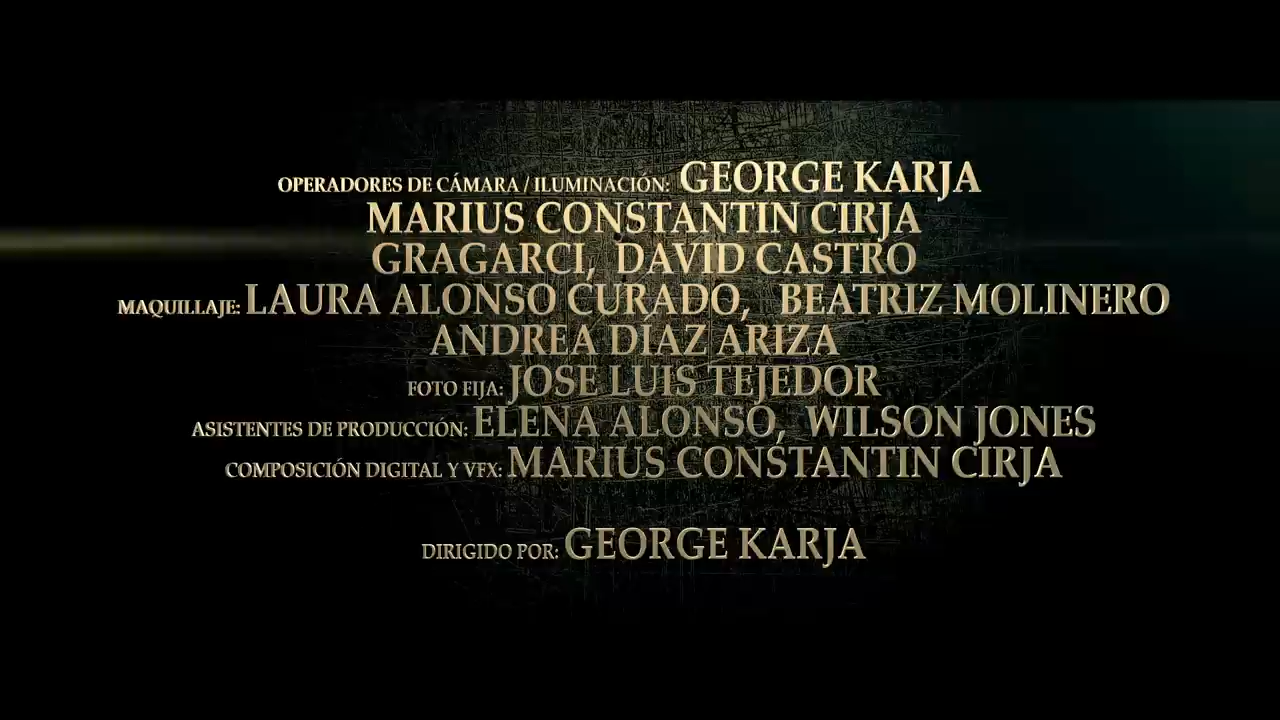 OPERADORES DE CÁMARA / ILUMINACIÓN: GEORGE KARJA
MARIUS CONSTANTIN CIRJA
GRAGARCI, DAVID CASTRO
MAQUILLAJE: LAURA ALONSO CURADO, BEATRIZ MOLINERO
ANDREA DÍAZ ARIZA
FOTO FIJA: JOSE LUIS TEJEDOR
ASISTENTES DE PRODUCCIÓN: ELENA ALONSO, WILSON JONES
COMPOSICIÓN DIGITAL Y VFX: MARIUS CONSTANTIN CIRJA
DIRIGIDO POR: GEORGE KARJA